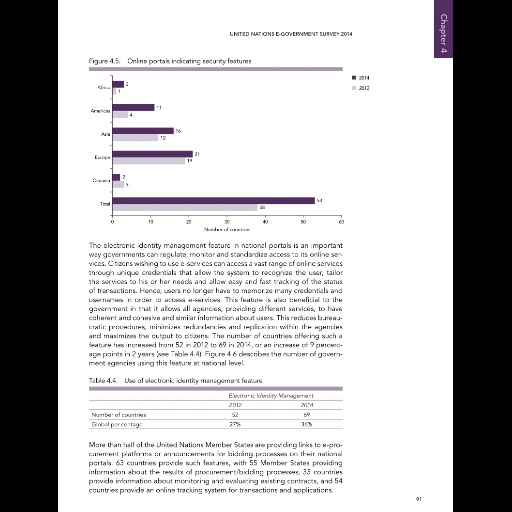 UNITED NATIONS E-GOVERNMENT SURVEY 2014
Chapter 4
Figure 4.5. Online portals indicating security features
2014
2012
Africa
3
1
Americas
11
4
Asia
16
12
Europe
21
19
Oceania
2
3
Total
53
38
0 10 20 30 40 50 60
Number of countries
The electronic identity management feature in national portals is an important
way governments can regulate, monitor and standardize access to its online ser-
vices. Citizens wishing to use e-services can access a vast range of online services
through unique credentials that allow the system to recognize the user, tailor
the services to his or her needs and allow easy and fast tracking of the status
of transactions. Hence, users no longer have to memorize many credentials and
usernames in order to access e-services. This feature is also beneficial to the
government in that it allows all agencies, providing different services, to have
coherent and cohesive and similar information about users. This reduces bureau-
cratic procedures, minimizes redundancies and replication within the agencies
and maximizes the output to citizens. The number of countries offering such a
feature has increased from 52 in 2012 to 69 in 2014, or an increase of 9 percent-
age points in 2 years (see Table 4.4). Figure 4.6 describes the number of govern-
ment agencies using this feature at national level.
Table 4.4. Use of electronic identity management feature
Electronic Identity Management
2012 2014
Number of countries 52 69
Global percentage 27% 36%
More than half of the United Nations Member States are providing links to e-pro-
curement platforms or announcements for bidding processes on their national
portals. 63 countries provide such features, with 55 Member States providing
information about the results of procurement/bidding processes, 33 countries
provide information about monitoring and evaluating existing contracts, and 54
countries provide an online tracking system for transactions and applications.
91